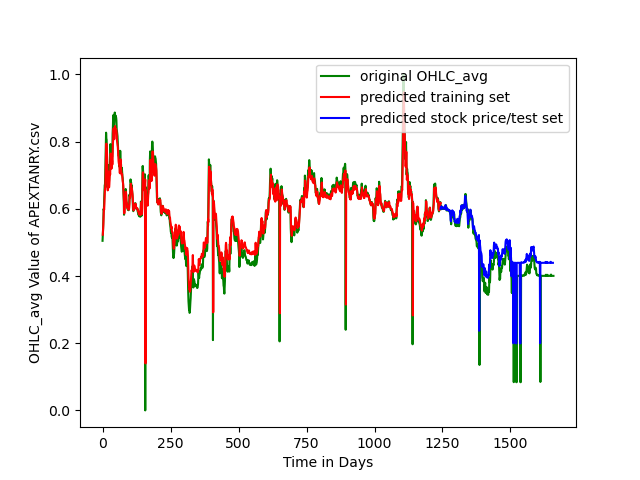 original OHLC_avg
predicted training set
predicted stock price/test set
OHLC_avg Value of APEXTANRY.csv
1.0
0.8
0.6
0.4
0.2
0.0
0 250 500 750 1000 1250 1500
Time in Days